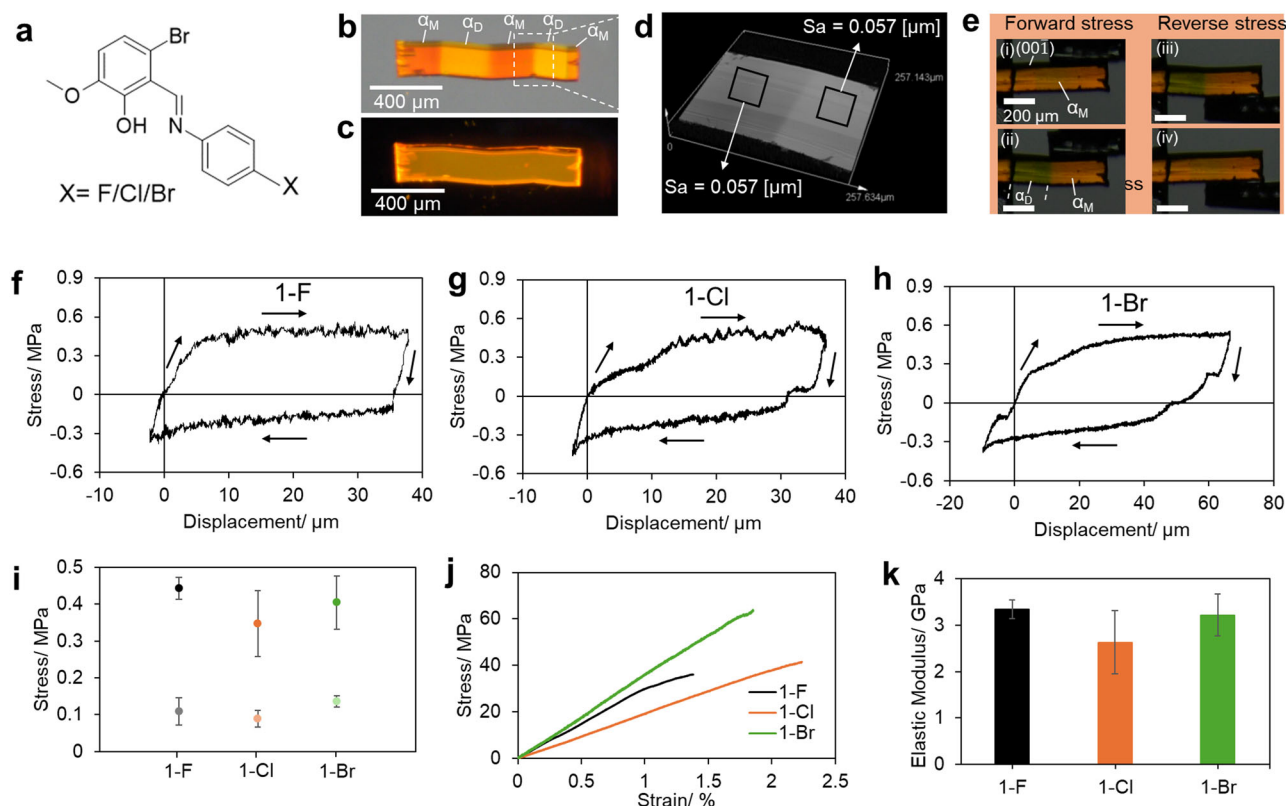 a
Br
O
OH
N
X
X= F/Cl/Br
b
α_M
α_D
α_M
α_D
α_M
400 µm
c
400 µm
d
Sa = 0.057 [µm]
257.143µm
0
Sa = 0.057 [µm]
257.634µm
e
Forward stress
Reverse stress
(i)
(001)
(iii)
α_M
200 µm
(ii)
(iv)
α_D
α_M
ss
f
1-F
0.9
0.6
0.3
0
-0.3
-0.6
-10
0
10
20
30
40
Stress/ MPa
Displacement/ µm
g
1-Cl
0.9
0.6
0.3
0
-0.3
-0.6
-10
0
10
20
30
40
Stress/ MPa
Displacement/ µm
h
1-Br
0.9
0.6
0.3
0
-0.3
-0.6
-20
0
20
40
60
80
Stress/ MPa
Displacement/ µm
i
0.5
0.4
0.3
0.2
0.1
0
Stress/ MPa
1-F
1-Cl
1-Br
j
80
60
40
20
0
Stress/ MPa
0
0.5
1
1.5
2
2.5
Strain/ %
1-F
1-Cl
1-Br
k
4
3
2
1
0
Elastic Modulus/ GPa
1-F
1-Cl
1-Br